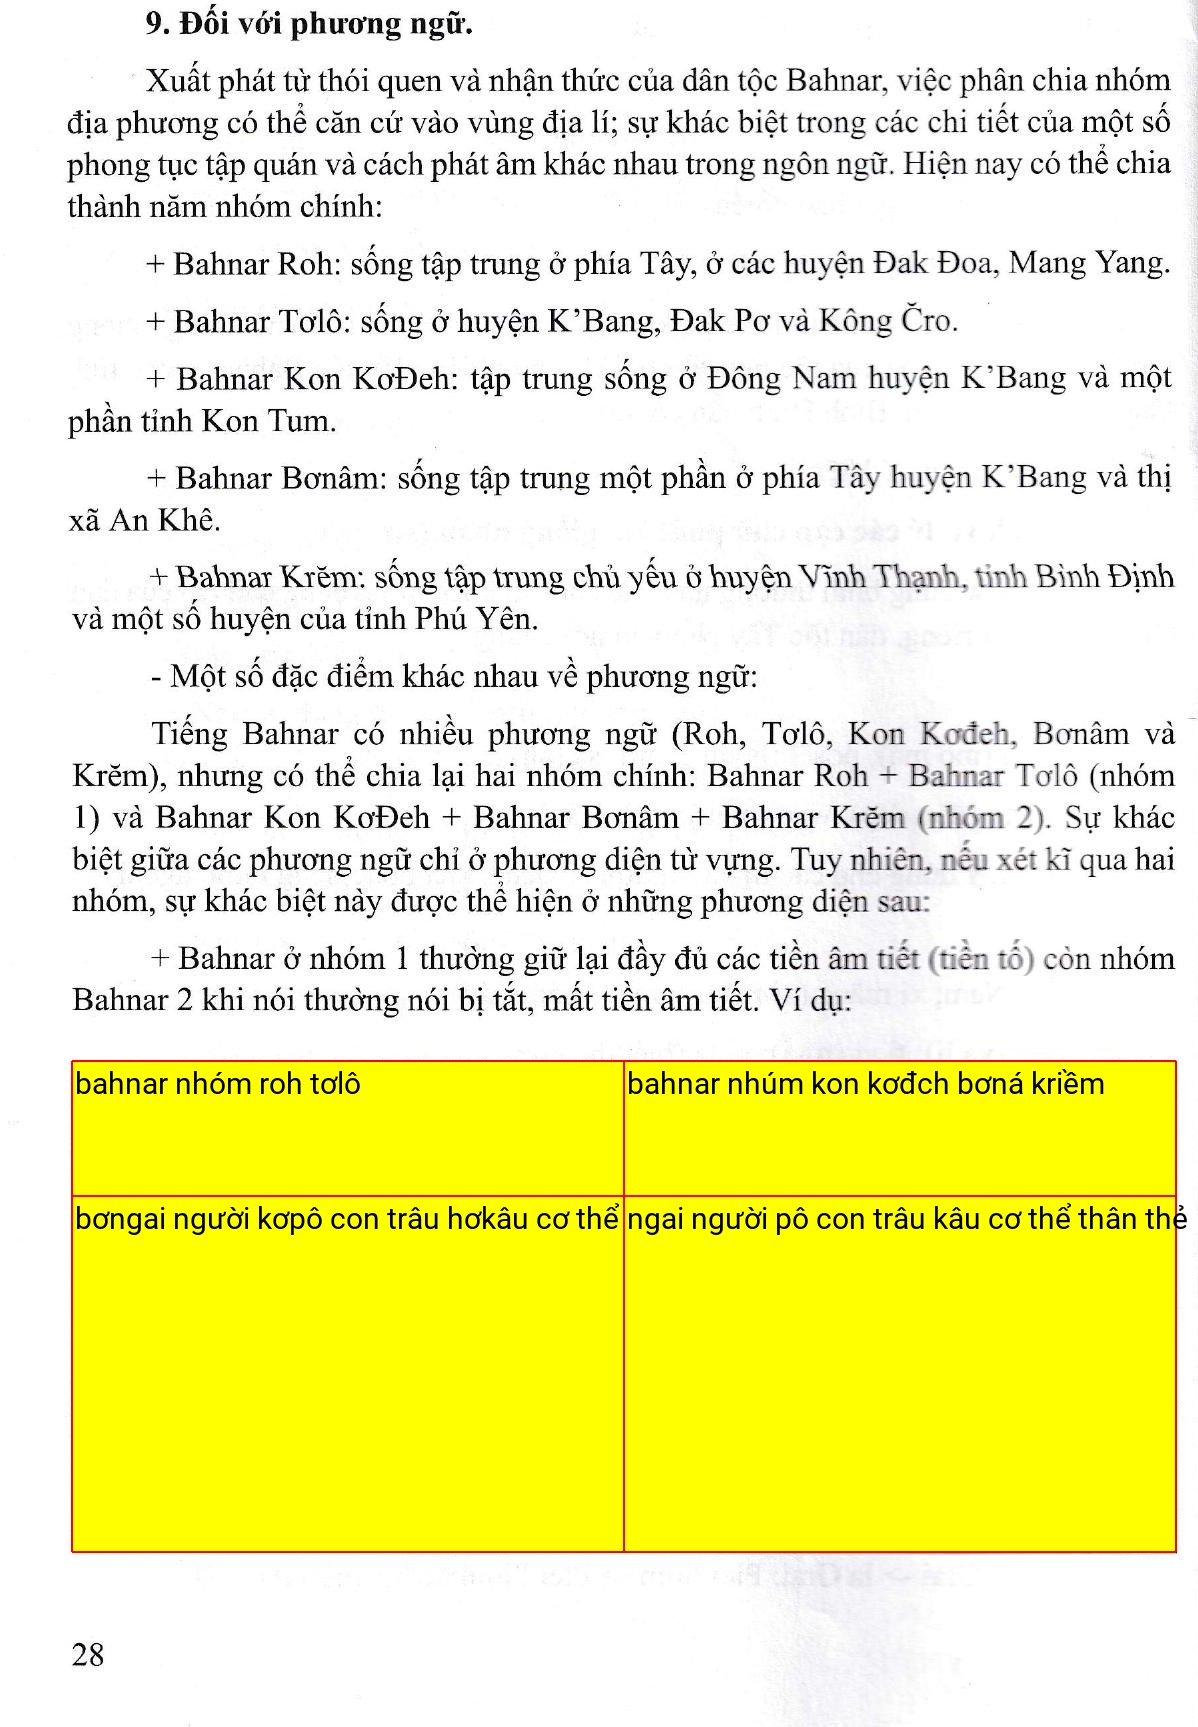 9. Đối với phương ngữ.
Xuất phát từ thói quen và nhận thức của dân tộc Bahnar, việc phân chia nhóm
địa phương có thể căn cứ vào vùng địa lí; sự khác biệt trong các chi tiết của một số
phong tục tập quán và cách phát âm khác nhau trong ngôn ngữ. Hiện nay có thể chia
thành năm nhóm chính:
+ Bahnar Roh: sống tập trung ở phía Tây, ở các huyện Đak Đoa, Mang Yang.
+ Bahnar Tơlô: sống ở huyện K’Bang, Đak Pơ và Kông Čro.
+ Bahnar Kon KơĐeh: tập trung sống ở Đông Nam huyện K’Bang và một
phần tỉnh Kon Tum.
+ Bahnar Bơnâm: sống tập trung một phần ở phía Tây huyện K’Bang và thị
xã An Khê.
+ Bahnar Krĕm: sống tập trung chủ yếu ở huyện Vĩnh Thạnh, tỉnh Bình Định
và một số huyện của tỉnh Phú Yên.
- Một số đặc điểm khác nhau về phương ngữ:
Tiếng Bahnar có nhiều phương ngữ (Roh, Tơlô, Kon Kơđeh, Bơnâm và
Krĕm), nhưng có thể chia lại hai nhóm chính: Bahnar Roh + Bahnar Tơlô (nhóm
1) và Bahnar Kon KơĐeh + Bahnar Bơnâm + Bahnar Krĕm (nhóm 2). Sự khác
biệt giữa các phương ngữ chỉ ở phương diện từ vựng. Tuy nhiên, nếu xét kĩ qua hai
nhóm, sự khác biệt này được thể hiện ở những phương diện sau:
+ Bahnar ở nhóm 1 thường giữ lại đầy đủ các tiền âm tiết (tiền tố) còn nhóm
Bahnar 2 khi nói thường nói bị tắt, mất tiền âm tiết. Ví dụ:
bahnar nhóm roh tơlô
bahnar nhúm kon kơđch bơná kriềm
bơngai người kơpô con trâu hơkâu cơ thể
ngai người pô con trâu kâu cơ thể thân thẻ
28